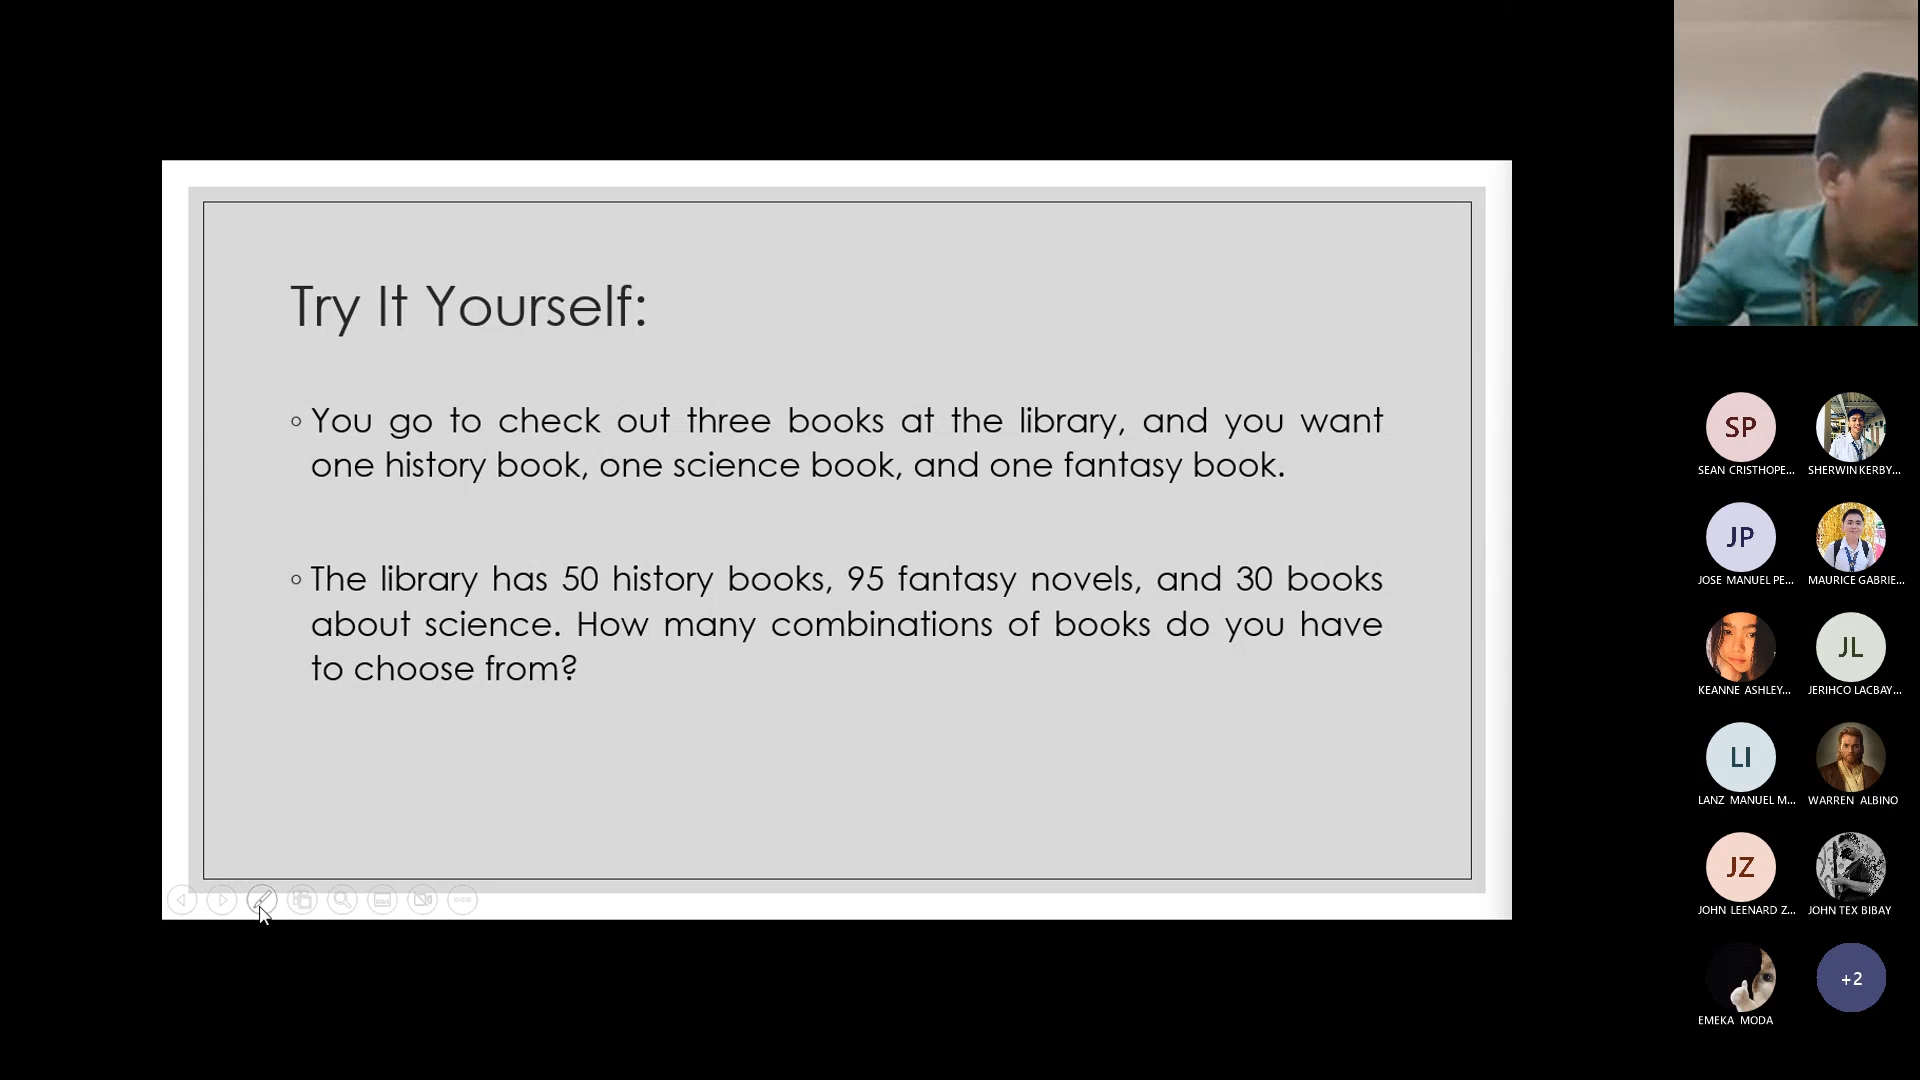 Try It Yourself:
You go to check out three books at the library, and you want
one history book, one science book, and one fantasy book.
The library has 50 history books, 95 fantasy novels, and 30 books
about science. How many combinations of books do you have
to choose from?
SP
SEAN CRISTHOPE...
SHERWIN KERBY...
JP
JOSE MANUEL PE...
MAURICE GABRIE...
KEANNE ASHLEY...
JL
JERIHCO LACBAY...
LI
LANZ MANUEL M...
WARREN ALBINO
JZ
JOHN LEENARD Z...
JOHN TEX BIBAY
EMEKA MODA
+2